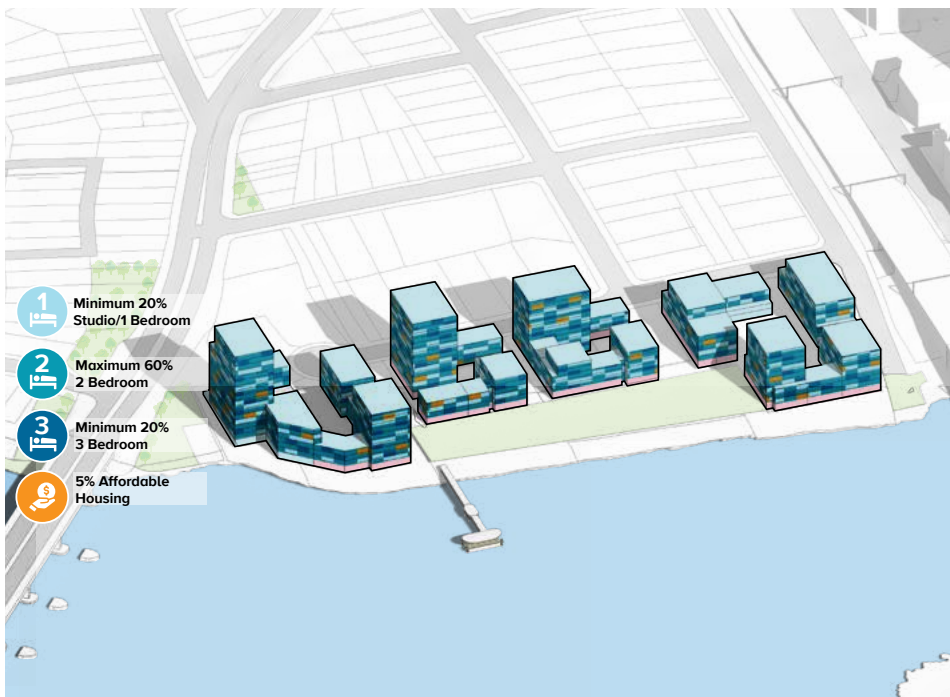 1
Minimum 20%
Studio/1 Bedroom
2
Maximum 60%
2 Bedroom
3
Minimum 20%
3 Bedroom
$
5% Affordable
Housing